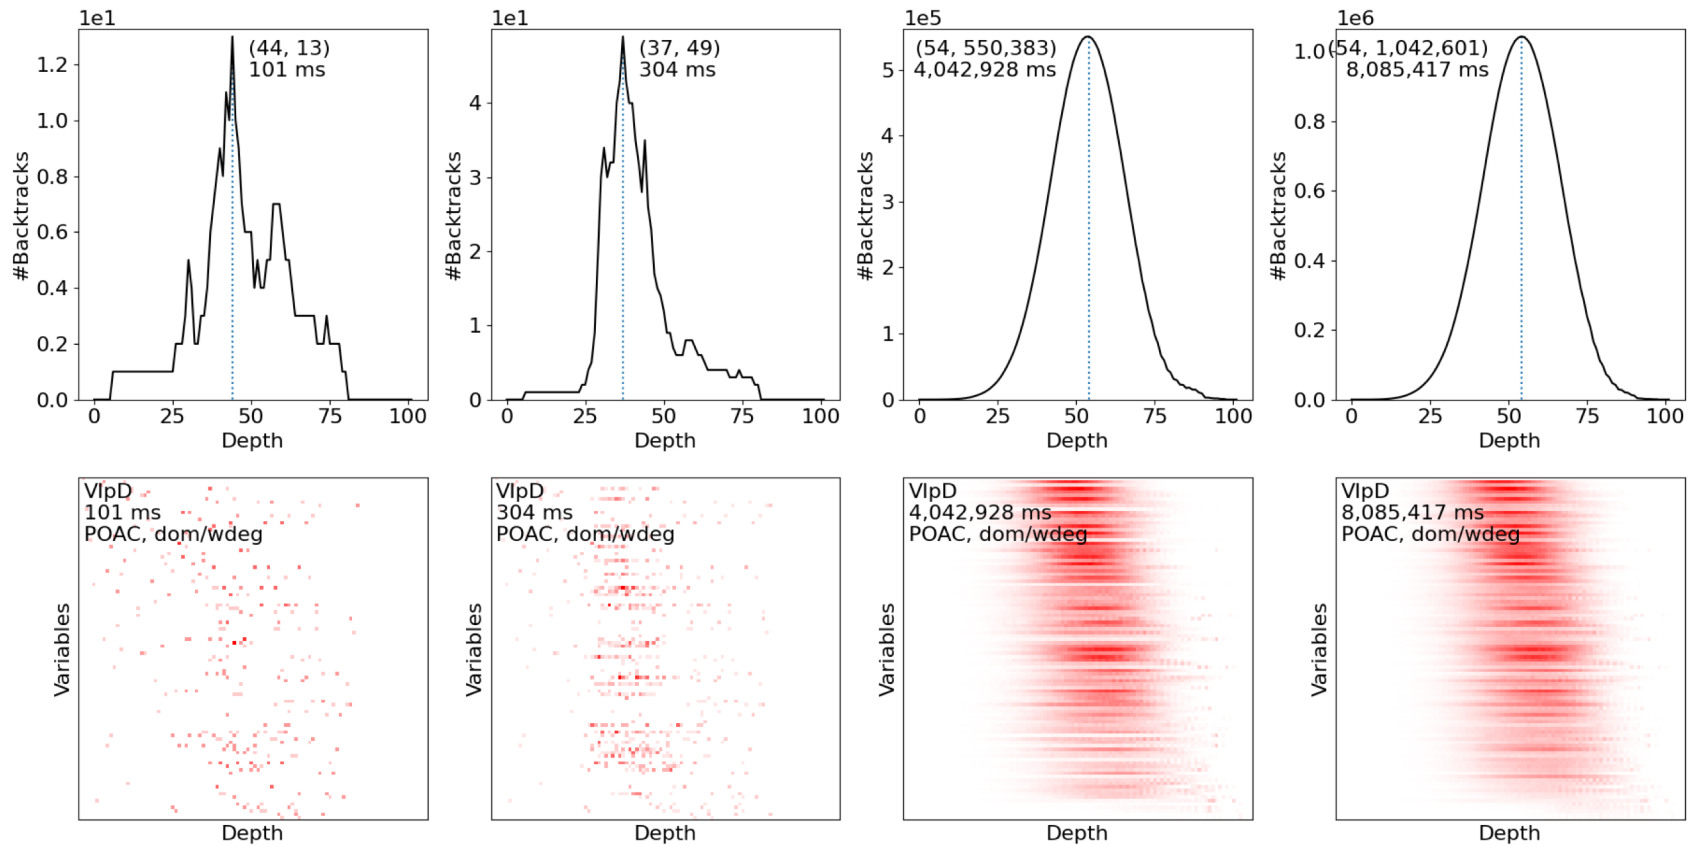 1e1
(44, 13)
101 ms
1.2
1.0
0.8
0.6
0.4
0.2
0.0
#Backtracks
0 25 50 75 100
Depth
1e1
(37, 49)
304 ms
4
3
2
1
0
#Backtracks
0 25 50 75 100
Depth
1e5
(54, 550,383)
4,042,928 ms
5
4
3
2
1
0
#Backtracks
0 25 50 75 100
Depth
1e6
(54, 1,042,601)
8,085,417 ms
1.0
0.8
0.6
0.4
0.2
0.0
#Backtracks
0 25 50 75 100
Depth
VIpD
101 ms
POAC, dom/wdeg
Variables
Depth
VIpD
304 ms
POAC, dom/wdeg
Variables
Depth
VIpD
4,042,928 ms
POAC, dom/wdeg
Variables
Depth
VIpD
8,085,417 ms
POAC, dom/wdeg
Variables
Depth